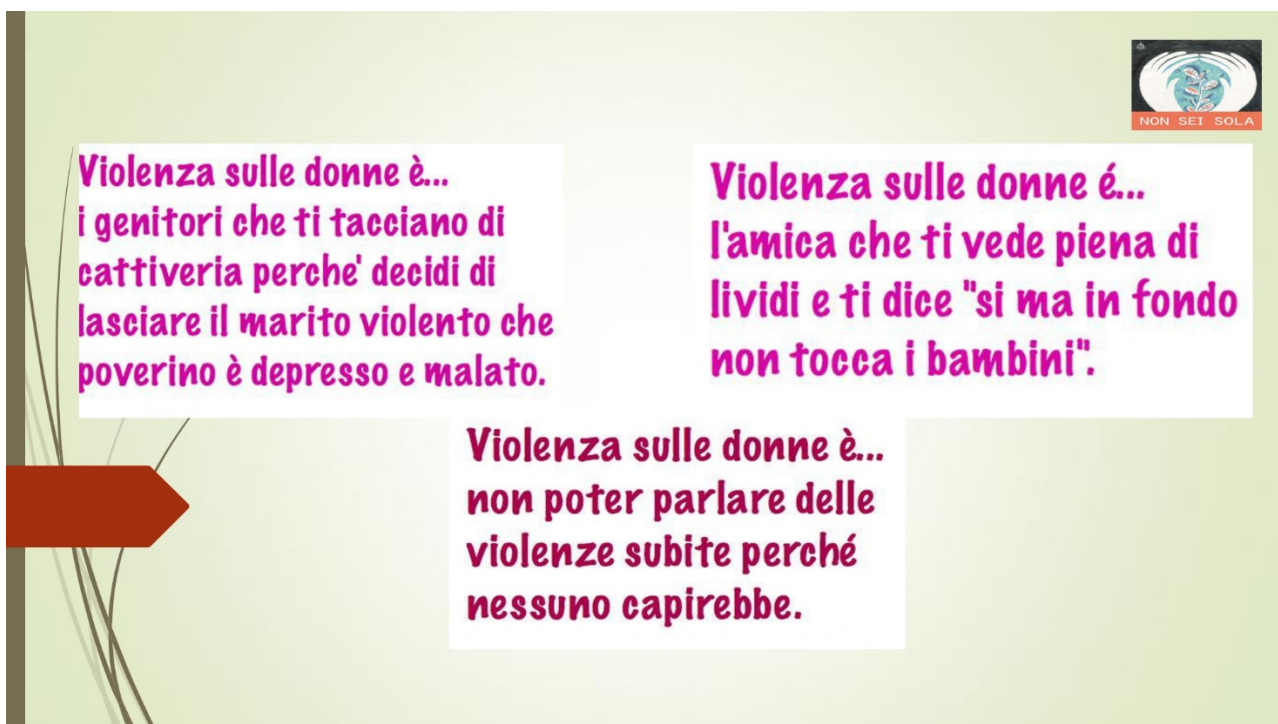 NON SEI SOLA
Violenza sulle donne è...
i genitori che ti tacciano di
cattiveria perche' decidi di
lasciare il marito violento che
poverino è depresso e malato.
Violenza sulle donne é...
l'amica che ti vede piena di
lividi e ti dice "si ma in fondo
non tocca i bambini".
Violenza sulle donne è...
non poter parlare delle
violenze subite perché
nessuno capirebbe.